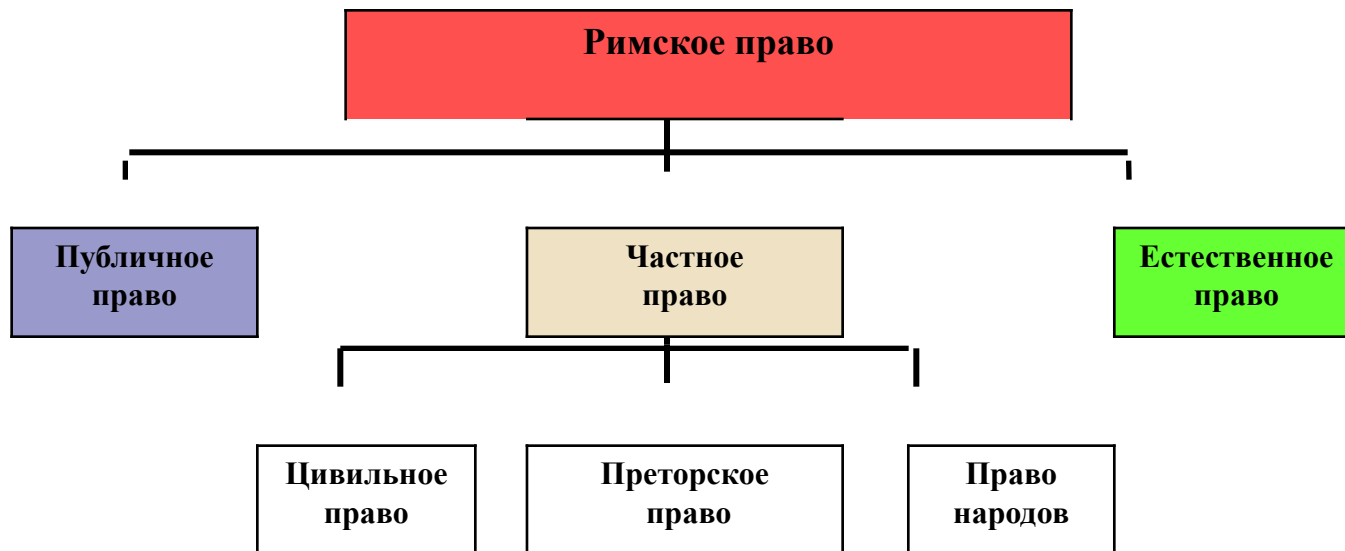 Римское право
Публичное
право
Частное
право
Естественное
право
Цивильное
право
Преторское
право
Право
народов